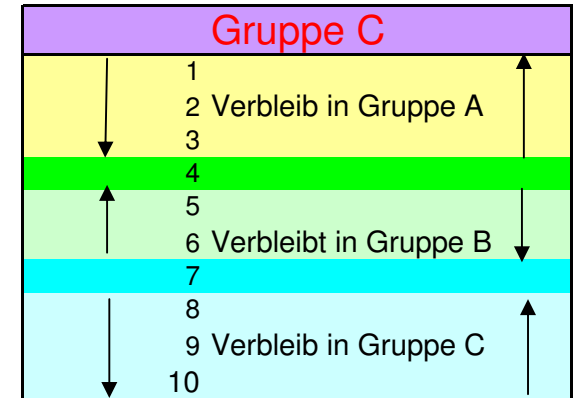 Gruppe C
1
2 Verbleib in Gruppe A
3
4
5
6 Verbleibt in Gruppe B
7
8
9 Verbleib in Gruppe C
10